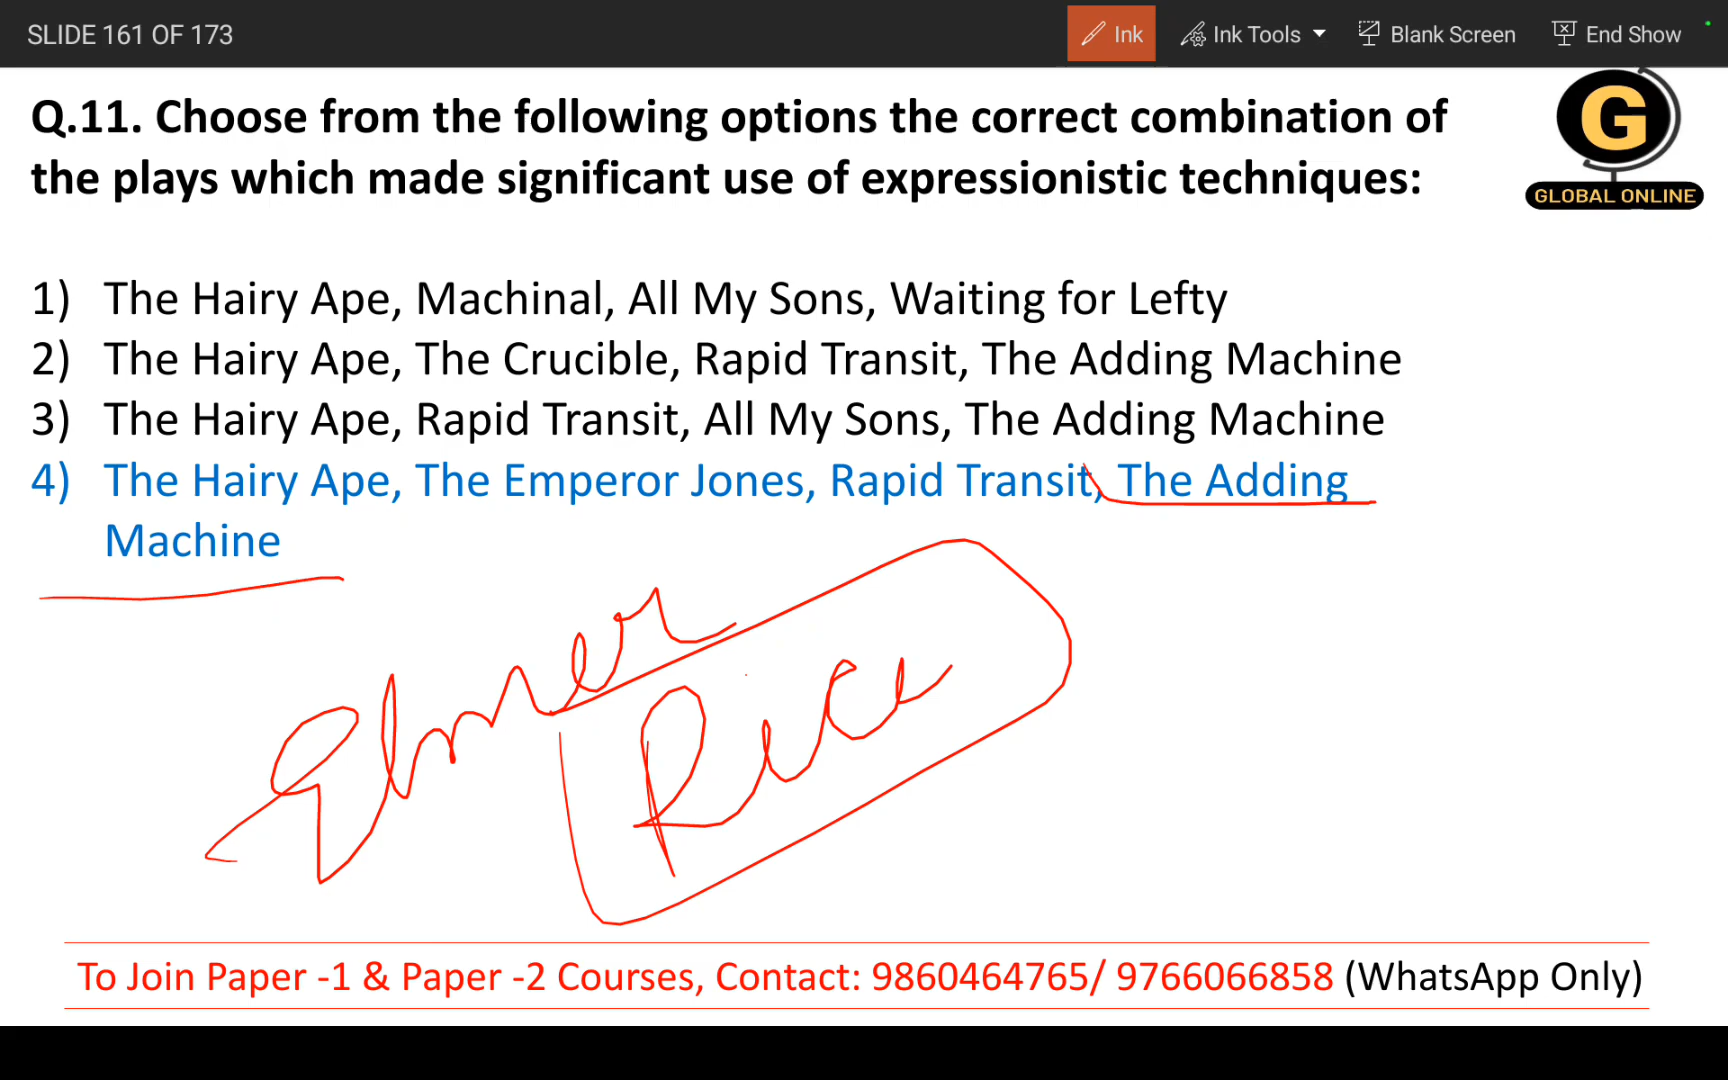 SLIDE 161 OF 173
Ink
Ink Tools
Blank Screen
End Show
Q.11. Choose from the following options the correct combination of
the plays which made significant use of expressionistic techniques:
G
GLOBAL ONLINE
1) The Hairy Ape, Machinal, All My Sons, Waiting for Lefty
2) The Hairy Ape, The Crucible, Rapid Transit, The Adding Machine
3) The Hairy Ape, Rapid Transit, All My Sons, The Adding Machine
4) The Hairy Ape, The Emperor Jones, Rapid Transit, The Adding
Machine
Elmer
Rice
To Join Paper -1 & Paper -2 Courses, Contact: 9860464765/ 9766066858 (WhatsApp Only)